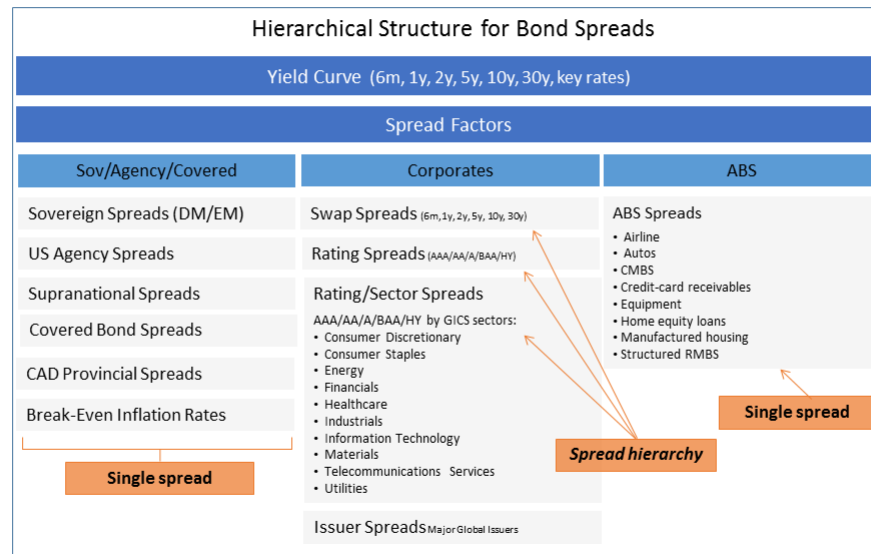 Hierarchical Structure for Bond Spreads
Yield Curve (6m, 1y, 2y, 5y, 10y, 30y, key rates)
Spread Factors
Sov/Agency/Covered
Sovereign Spreads (DM/EM)
US Agency Spreads
Supranational Spreads
Covered Bond Spreads
CAD Provincial Spreads
Break-Even Inflation Rates
Single spread
Corporates
Swap Spreads (6m,1y, 2y, 5y, 10y, 30y)
Rating Spreads (AAA/AA/A/BAA/HY)
Rating/Sector Spreads
AAA/AA/A/BAA/HY by GICS sectors:
• Consumer Discretionary
• Consumer Staples
• Energy
• Financials
• Healthcare
• Industrials
• Information Technology
• Materials
• Telecommunications Services
• Utilities
Issuer Spreads Major Global Issuers
Spread hierarchy
ABS
ABS Spreads
• Airline
• Autos
• CMBS
• Credit-card receivables
• Equipment
• Home equity loans
• Manufactured housing
• Structured RMBS
Single spread